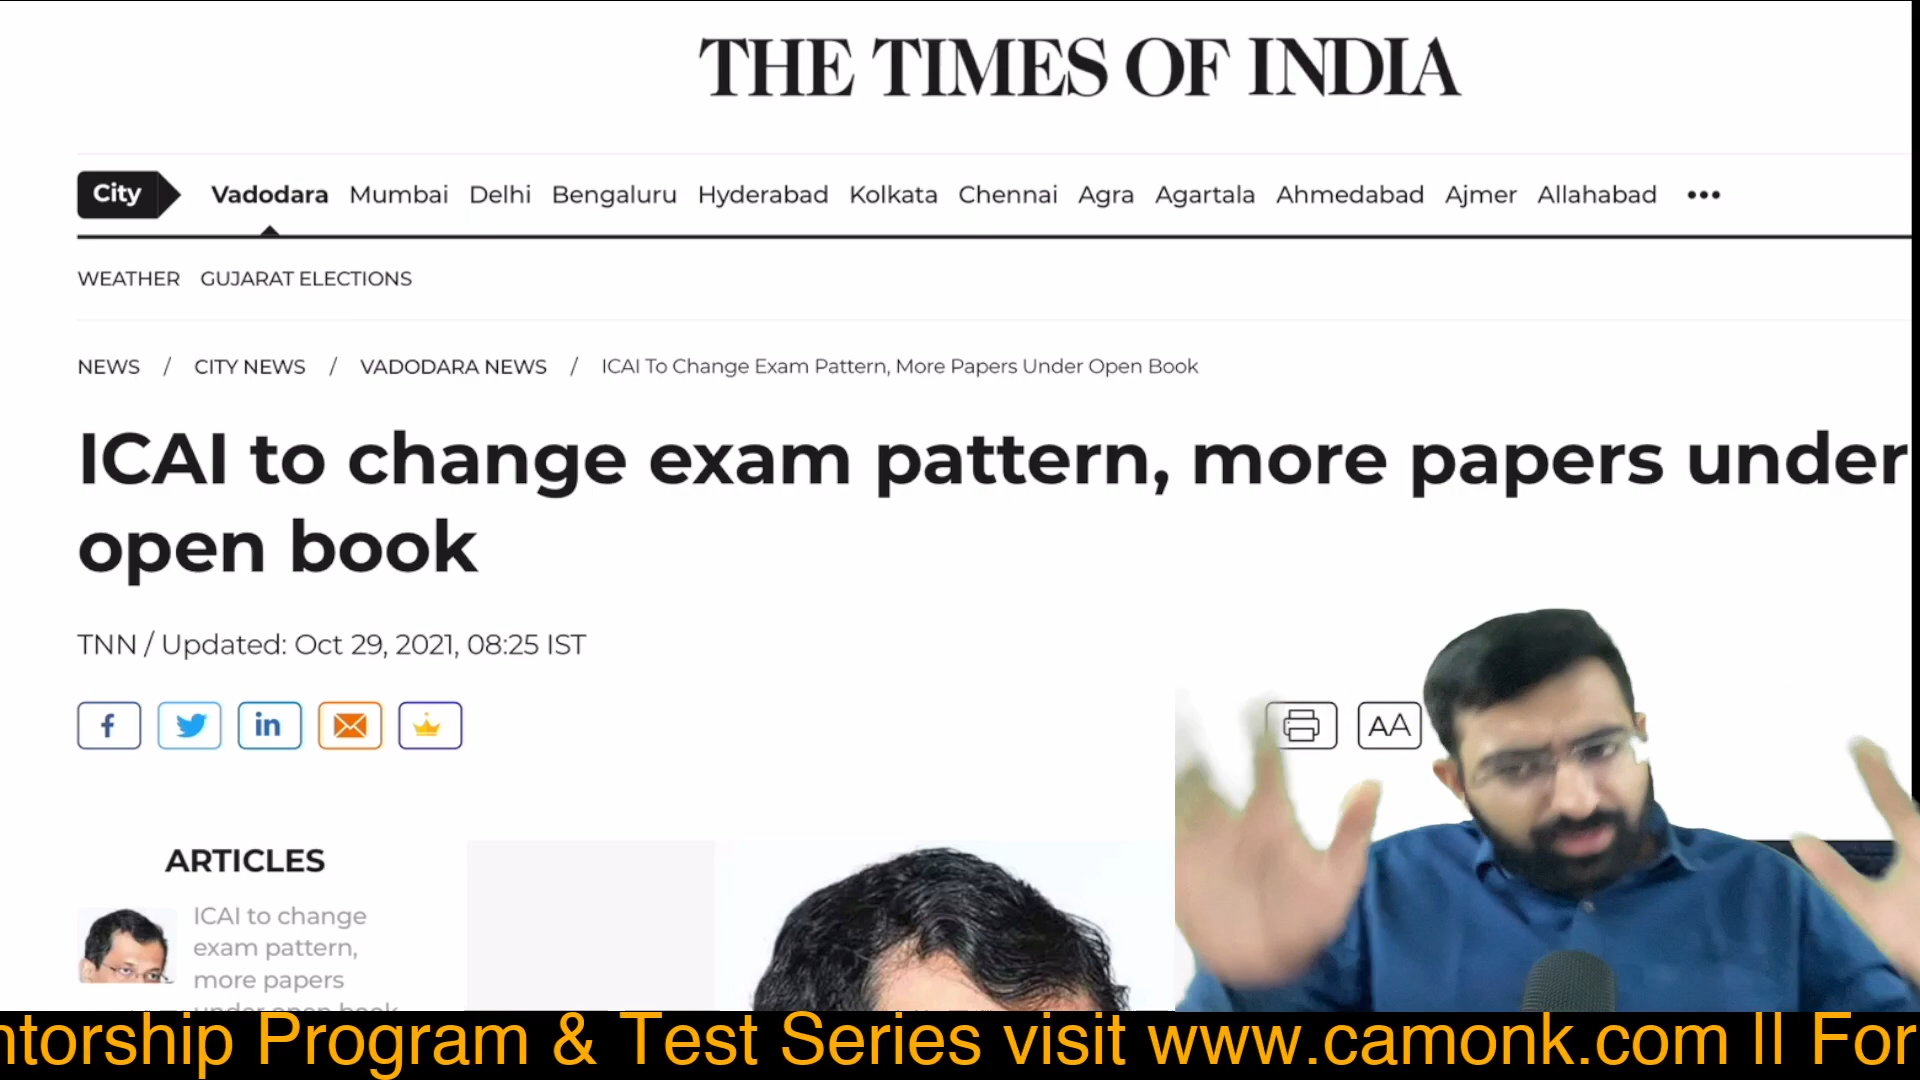 THE TIMES OF INDIA
City Vadodara Mumbai Delhi Bengaluru Hyderabad Kolkata Chennai Agra Agartala Ahmedabad Ajmer Allahabad •••
WEATHER GUJARAT ELECTIONS
NEWS / CITY NEWS / VADODARA NEWS / ICAI To Change Exam Pattern, More Papers Under Open Book
ICAI to change exam pattern, more papers under
open book
TNN / Updated: Oct 29, 2021, 08:25 IST
f in AA
ARTICLES
ICAI to change
exam pattern,
more papers
under open book
ntorship Program & Test Series visit www.camonk.com II For